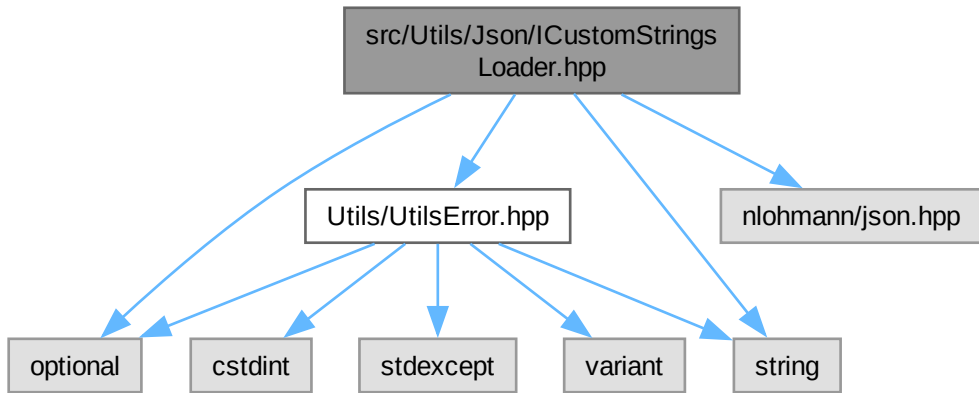 src/Utils/Json/ICustomStrings
Loader.hpp
Utils/UtilsError.hpp
nlohmann/json.hpp
optional
cstdint
stdexcept
variant
string